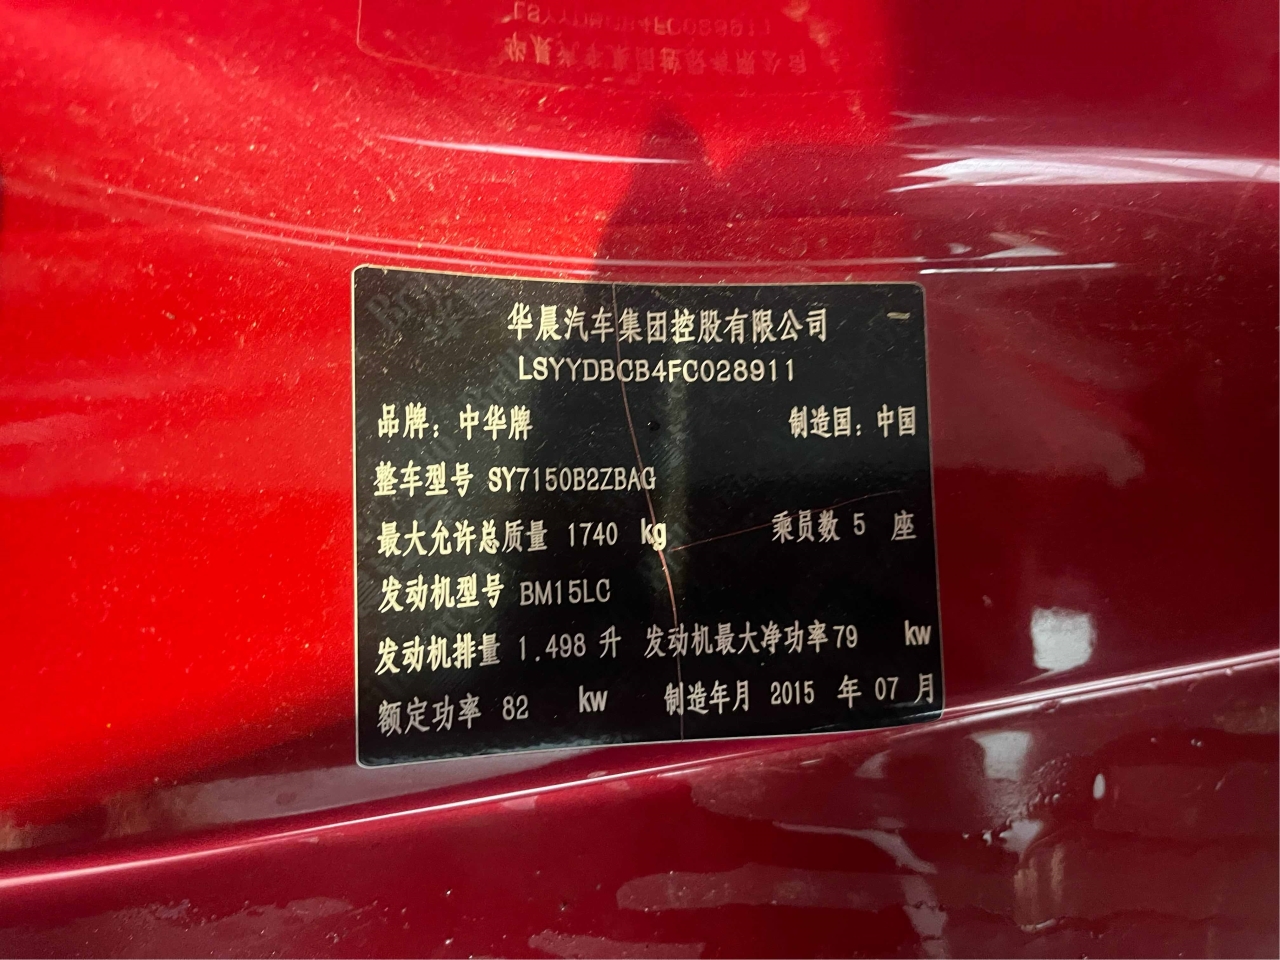 华晨汽车集团控股有限公司
LSYYDBCB4FC028911
品牌：中华牌 制造国：中国
整车型号 SY7150B2ZBAG
最大允许总质量 1740 kg 乘员数 5 座
发动机型号 BM15LC
发动机排量 1.498 升 发动机最大净功率79 kw
额定功率 82 kw 制造年月 2015 年 07 月